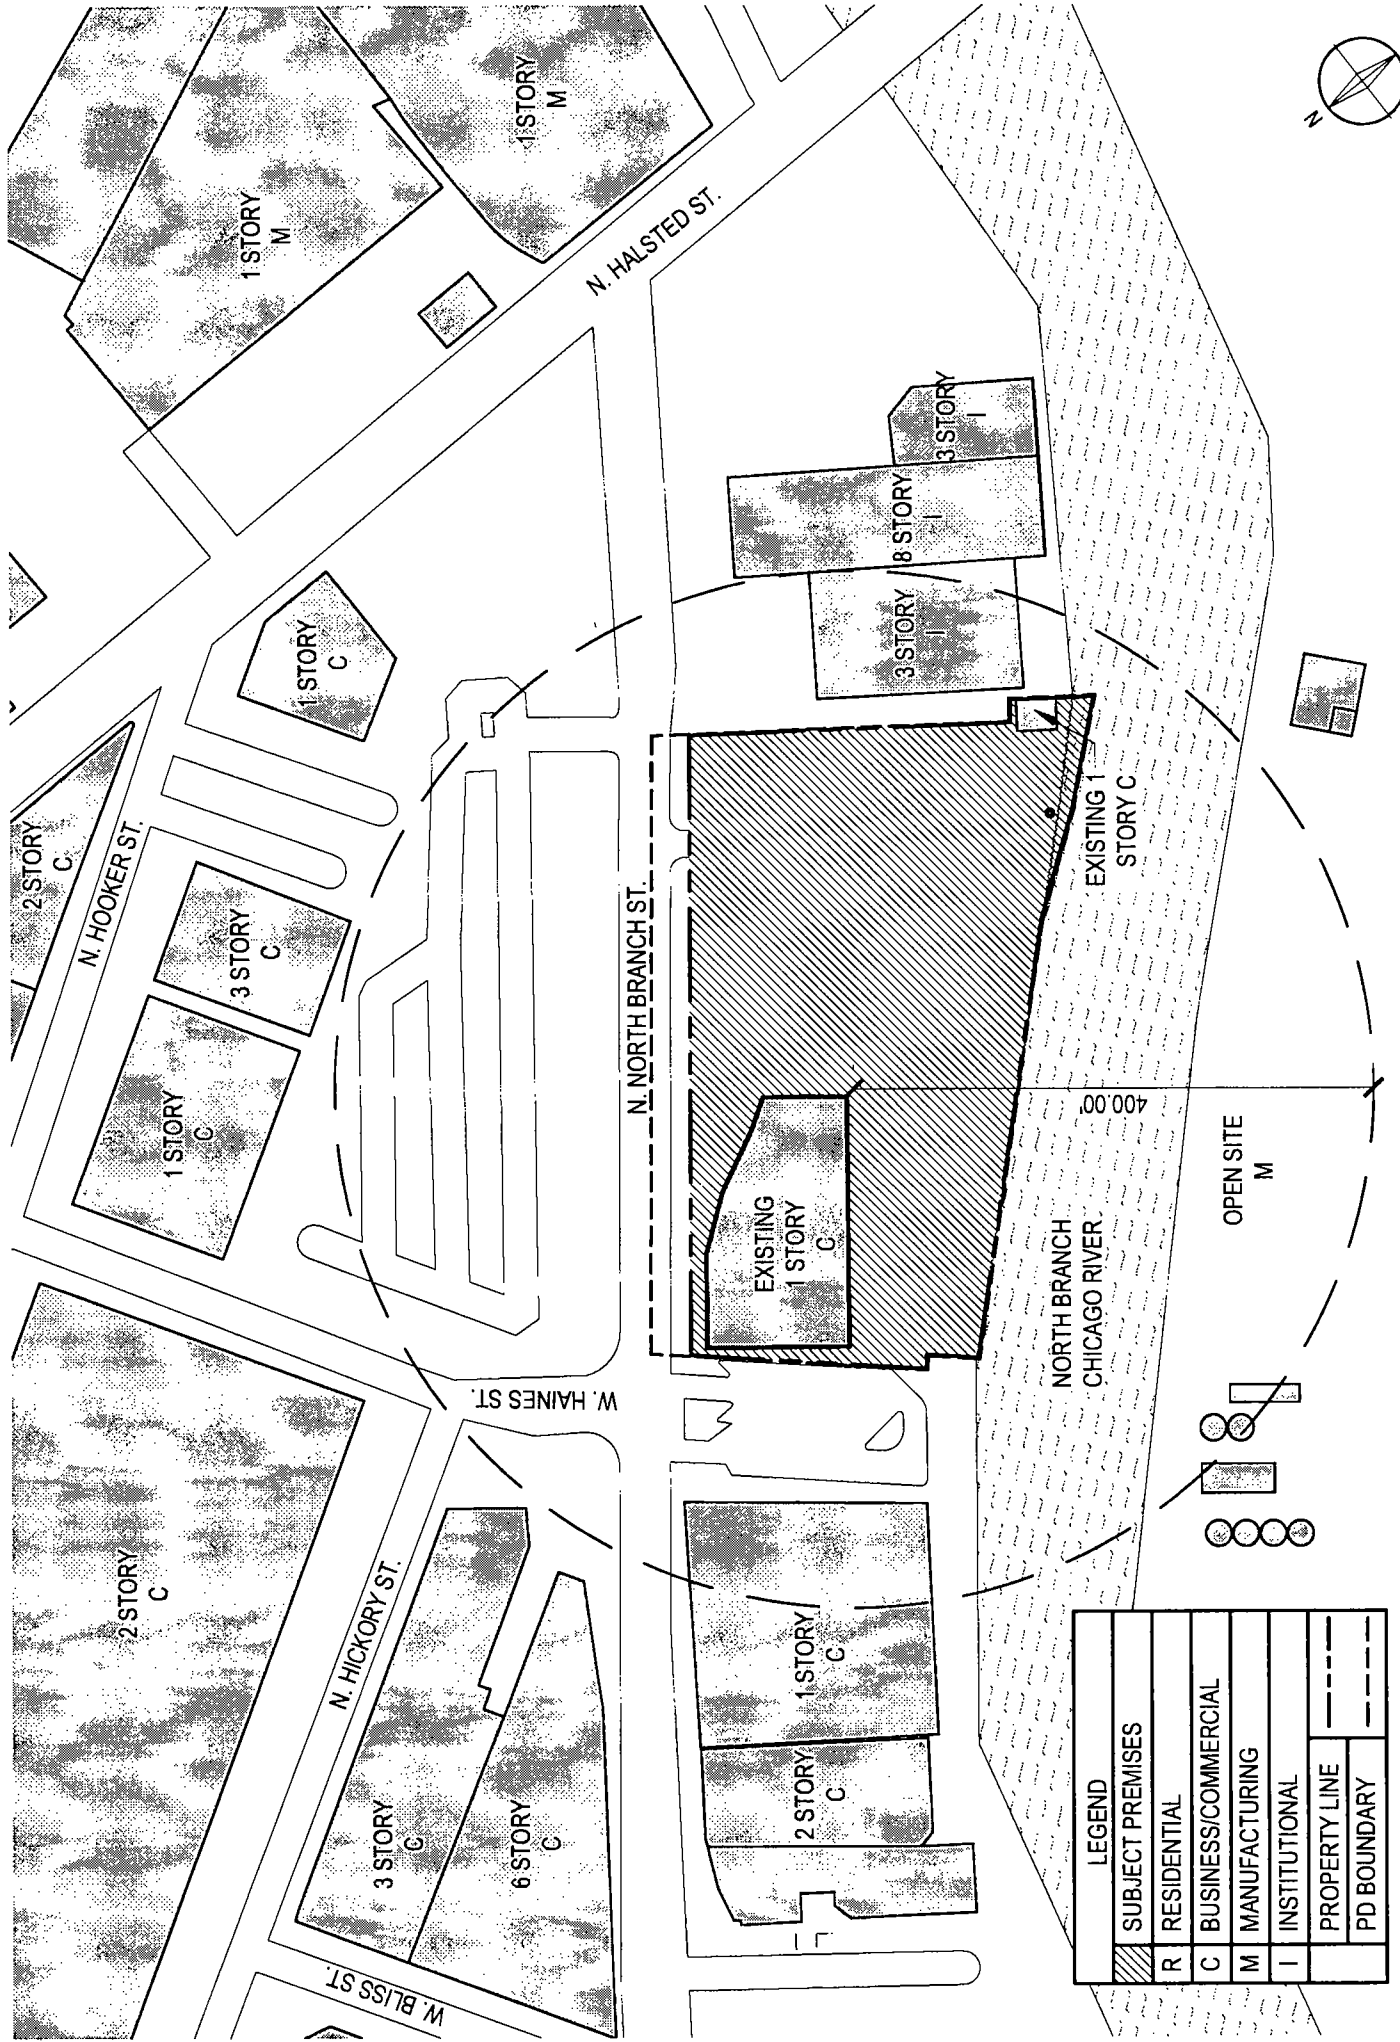 2 STORY
C
N. HICKORY ST.
3 STORY
C
6 STORY
C
W. BLISS ST.
1 STORY
C
3 STORY
C
2 STORY
C.
N. HOOKER ST.
1 STORY
C
1 STORY
M
1 STORY
M
N. HALSTED ST.
W. HAINES ST.
N. NORTH BRANCH ST.
2 STORY
C
1 STORY
C
EXISTING
1 STORY
C
3 STORY
I
8 STORY
I
3 STORY
I
EXISTING 1
STORY C
400.00'
NORTH BRANCH
CHICAGO RIVER
OPEN SITE
M
N
LEGEND
SUBJECT PREMISES
R RESIDENTIAL
C BUSINESS/COMMERCIAL
M MANUFACTURING
I INSTITUTIONAL
PROPERTY LINE
PD BOUNDARY